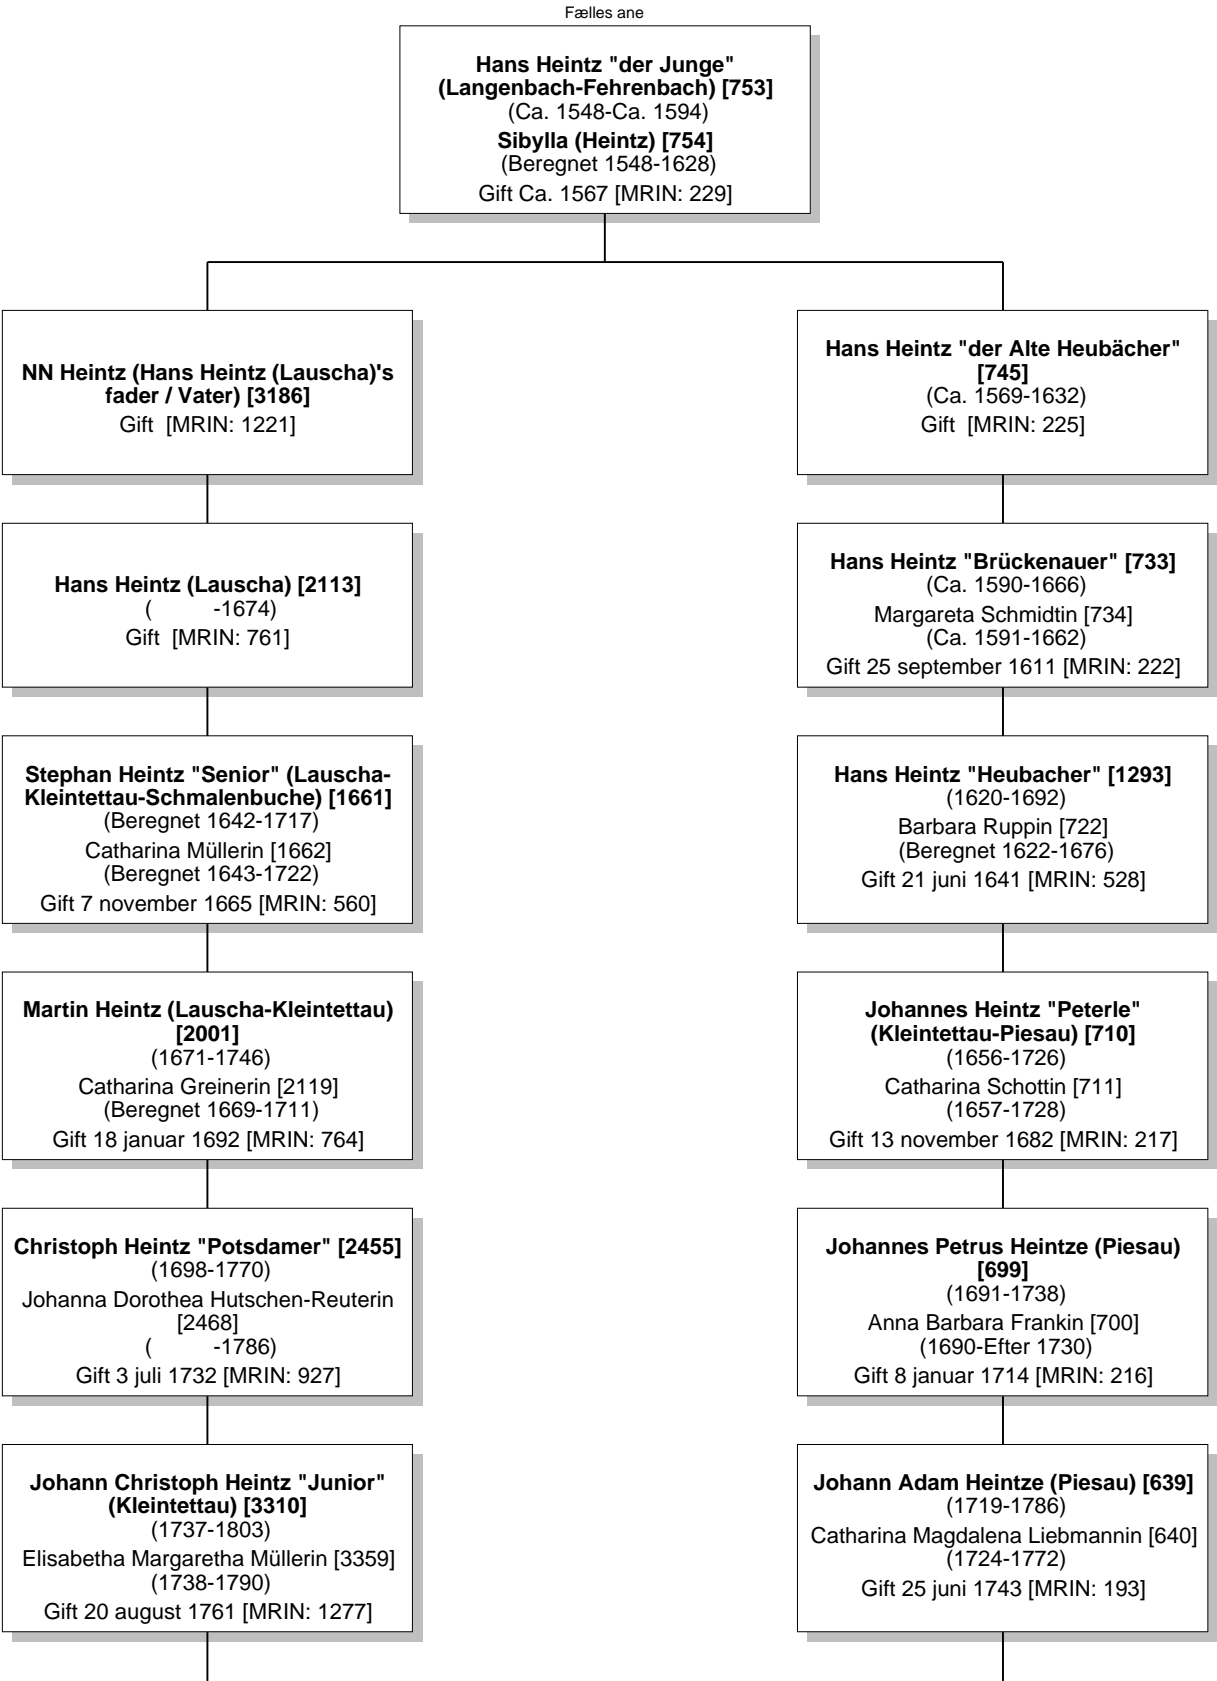 Fælles ane
Hans Heintz "der Junge"
(Langenbach-Fehrenbach) [753]
(Ca. 1548-Ca. 1594)
Sibylla (Heintz) [754]
(Beregnet 1548-1628)
Gift Ca. 1567 [MRIN: 229]
NN Heintz (Hans Heintz (Lauscha)'s
fader / Vater) [3186]
Gift [MRIN: 1221]
Hans Heintz "der Alte Heubächer"
[745]
(Ca. 1569-1632)
Gift [MRIN: 225]
Hans Heintz (Lauscha) [2113]
( -1674)
Gift [MRIN: 761]
Hans Heintz "Brückenauer" [733]
(Ca. 1590-1666)
Margareta Schmidtin [734]
(Ca. 1591-1662)
Gift 25 september 1611 [MRIN: 222]
Stephan Heintz "Senior" (Lauscha-
Kleintettau-Schmalenbuche) [1661]
(Beregnet 1642-1717)
Catharina Müllerin [1662]
(Beregnet 1643-1722)
Gift 7 november 1665 [MRIN: 560]
Hans Heintz "Heubacher" [1293]
(1620-1692)
Barbara Ruppin [722]
(Beregnet 1622-1676)
Gift 21 juni 1641 [MRIN: 528]
Martin Heintz (Lauscha-Kleintettau)
[2001]
(1671-1746)
Catharina Greinerin [2119]
(Beregnet 1669-1711)
Gift 18 januar 1692 [MRIN: 764]
Johannes Heintz "Peterle"
(Kleintettau-Piesau) [710]
(1656-1726)
Catharina Schottin [711]
(1657-1728)
Gift 13 november 1682 [MRIN: 217]
Christoph Heintz "Potsdamer" [2455]
(1698-1770)
Johanna Dorothea Hutschen-Reuterin
[2468]
( -1786)
Gift 3 juli 1732 [MRIN: 927]
Johannes Petrus Heintze (Piesau)
[699]
(1691-1738)
Anna Barbara Frankin [700]
(1690-Efter 1730)
Gift 8 januar 1714 [MRIN: 216]
Johann Christoph Heintz "Junior"
(Kleintettau) [3310]
(1737-1803)
Elisabetha Margaretha Müllerin [3359]
(1738-1790)
Gift 20 august 1761 [MRIN: 1277]
Johann Adam Heintze (Piesau) [639]
(1719-1786)
Catharina Magdalena Liebmannin [640]
(1724-1772)
Gift 25 juni 1743 [MRIN: 193]